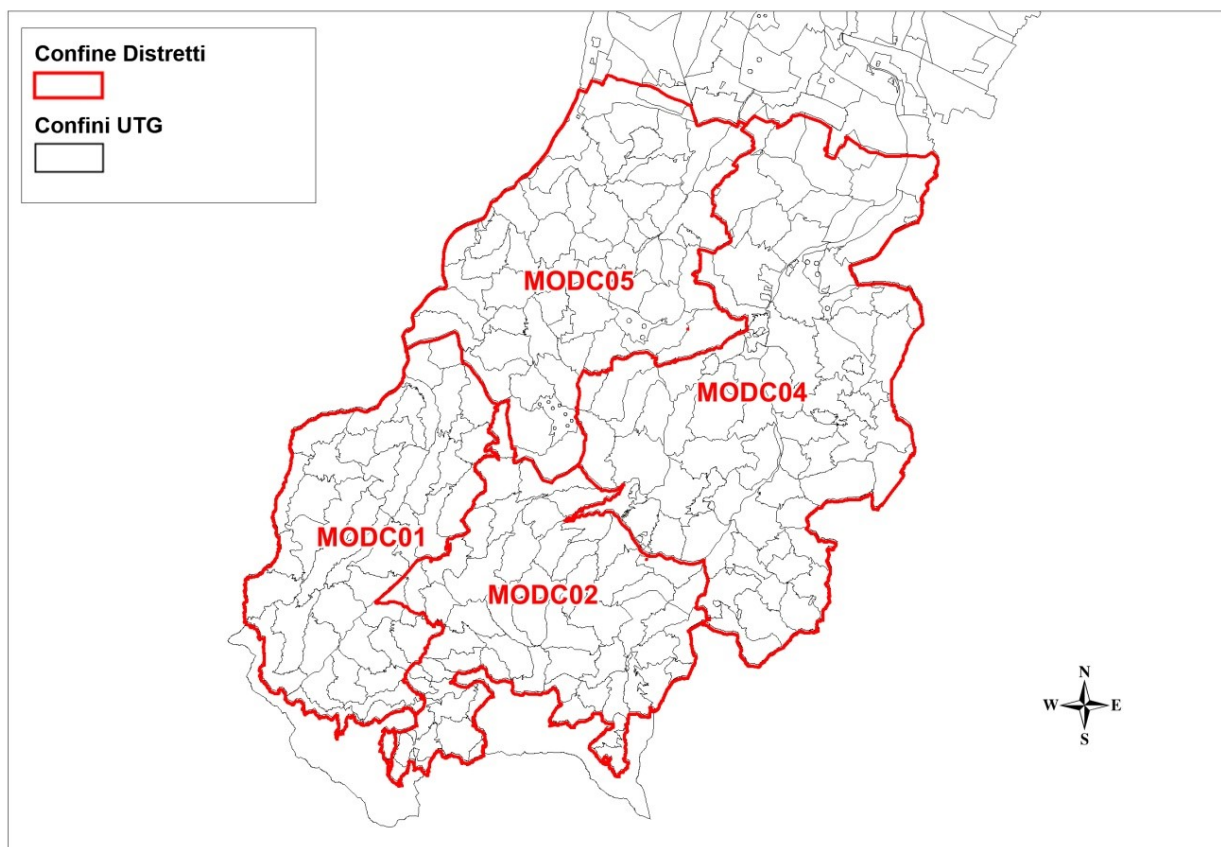 Confine Distretti
Confini UTG
MODC05
MODC04
MODC01
MODC02
N
W E
S